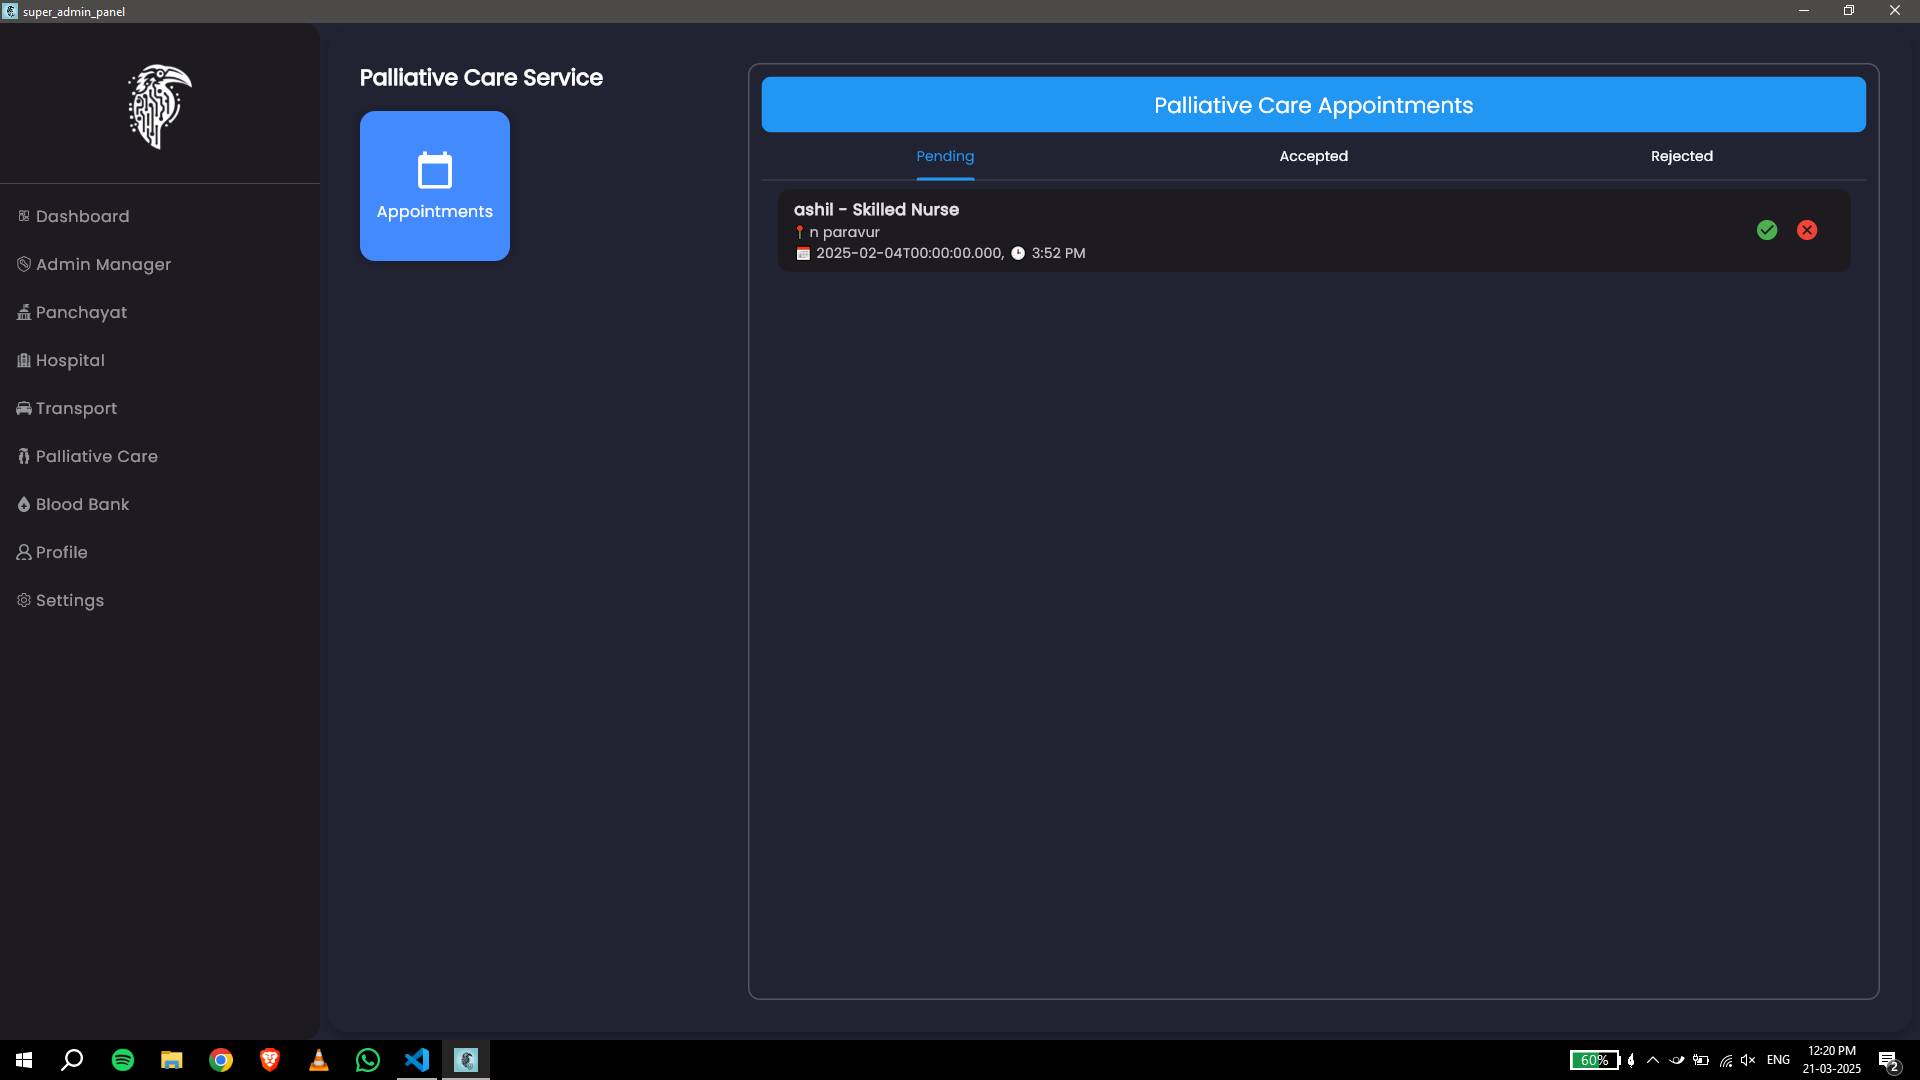 super_admin_panel
Dashboard
Admin Manager
Panchayat
Hospital
Transport
Palliative Care
Blood Bank
Profile
Settings
Palliative Care Service
Appointments
Palliative Care Appointments
Pending Accepted Rejected
ashil - Skilled Nurse
n paravur
2025-02-04T00:00:00.000, 3:52 PM
60%
ENG
12:20 PM
21-03-2025
2